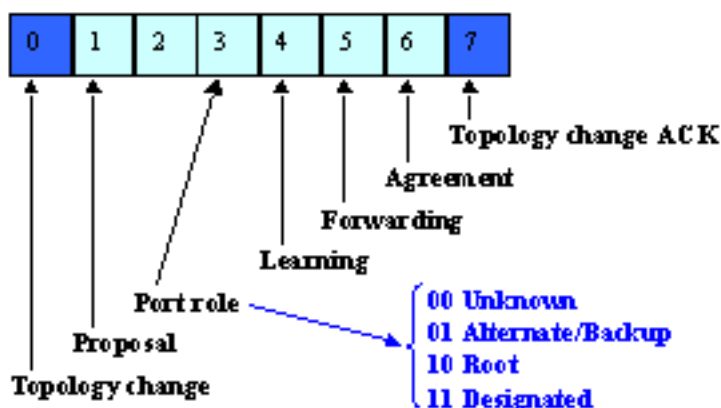 0 1 2 3 4 5 6 7
Topology change ACK
Agreement
Forwarding
Learning
Port role
00 Unknown
01 Alternate/Backup
10 Root
11 Designated
Proposal
Topology change